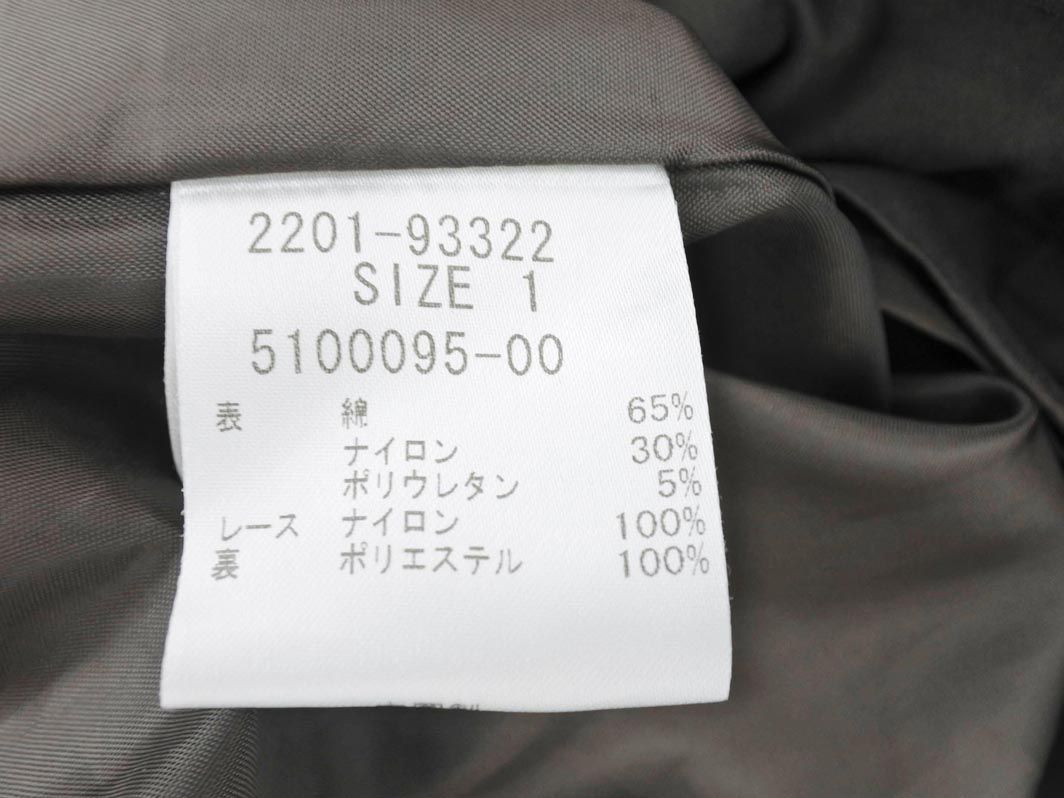 2201-93322
SIZE 1
5100095-00
表 綿 65%
ナイロン 30%
ポリウレタン 5%
レース ナイロン 100%
裏 ポリエステル 100%